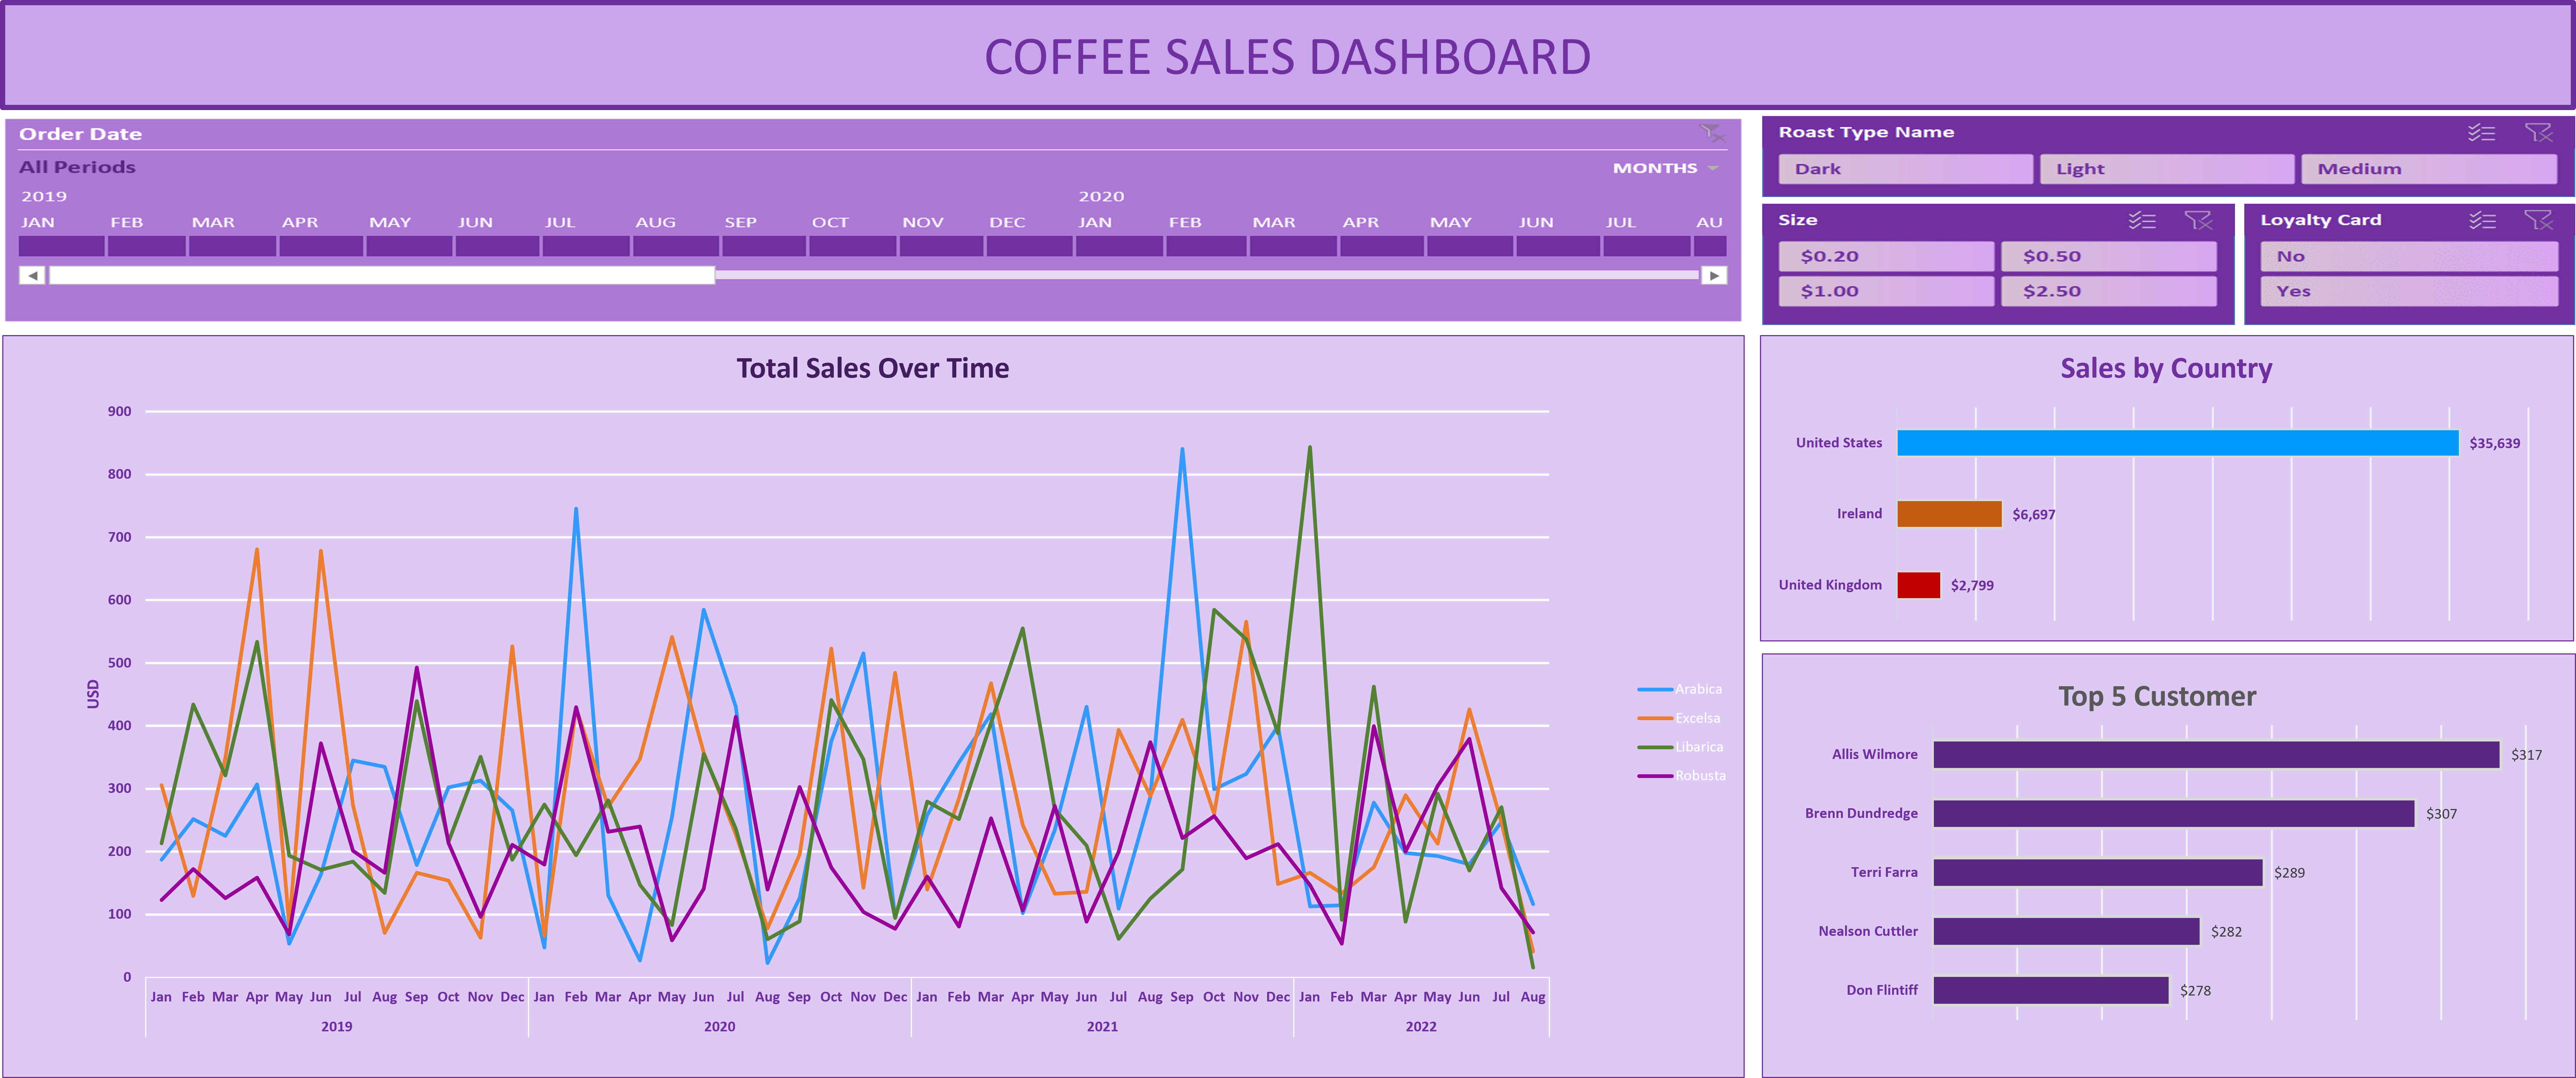 COFFEE SALES DASHBOARD
Order Date
All Periods
MONTHS
2019 2020
JAN FEB MAR APR MAY JUN JUL AUG SEP OCT NOV DEC JAN FEB MAR APR MAY JUN JUL AU
Roast Type Name
Dark Light Medium
Size
$0.20 $0.50
$1.00 $2.50
Loyalty Card
No
Yes
Total Sales Over Time
900
800
700
600
500
400
300
200
100
0
USD
Jan Feb Mar Apr May Jun Jul Aug Sep Oct Nov Dec Jan Feb Mar Apr May Jun Jul Aug Sep Oct Nov Dec Jan Feb Mar Apr May Jun Jul Aug Sep Oct Nov Dec Jan Feb Mar Apr May Jun Jul Aug
2019 2020 2021 2022
Arabica
Excelsa
Libarica
Robusta
Sales by Country
United States $35,639
Ireland $6,697
United Kingdom $2,799
Top 5 Customer
Allis Wilmore $317
Brenn Dundredge $307
Terri Farra $289
Nealson Cuttler $282
Don Flintiff $278